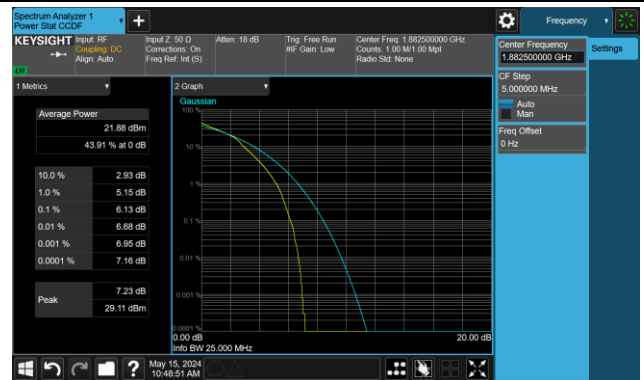 Spectrum Analyzer 1
Power Stat CCDF
Frequency
KEYSIGHT
Input: RF
Coupling: DC
Align: Auto
Input Z: 50 Ω
Corrections: On
Freq Ref: Int (S)
Atten: 18 dB
Trig: Free Run
#IF Gain: Low
Center Freq: 1.882500000 GHz
Counts: 1.00 M/1.00 Mpt
Radio Std: None
LW
Center Frequency
1.882500000 GHz
Settings
CF Step
5.000000 MHz
Auto
Man
Freq Offset
0 Hz
1 Metrics
Average Power
21.88 dBm
43.91 % at 0 dB
10.0 % 2.93 dB
1.0 % 5.15 dB
0.1 % 6.13 dB
0.01 % 6.68 dB
0.001 % 6.95 dB
0.0001 % 7.16 dB
Peak
7.23 dB
29.11 dBm
2 Graph
Gaussian
100 %
10 %
1 %
0.1 %
0.01 %
0.001 %
0.0001 %
0.00 dB
20.00 dB
Info BW 25.000 MHz
?
May 15, 2024
10:48:51 AM